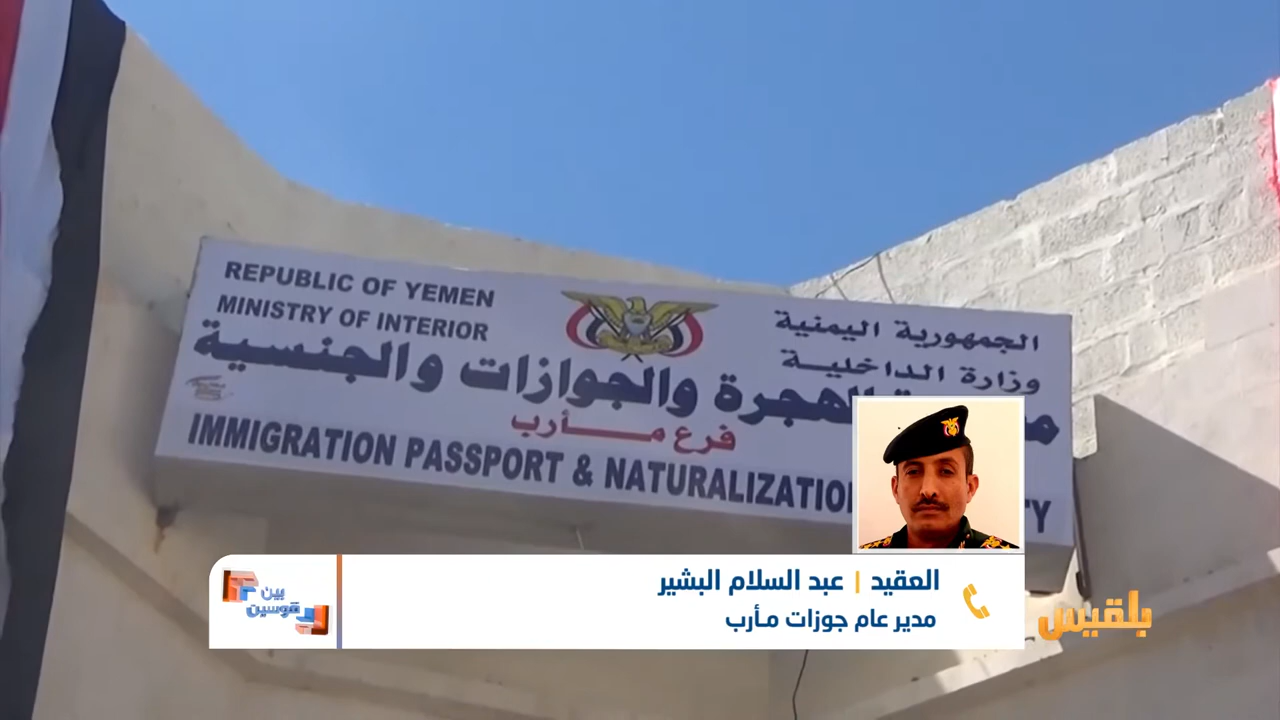 REPUBLIC OF YEMEN
MINISTRY OF INTERIOR
الجمهورية اليمنية
وزارة الداخلية
الهجرة والجوازات والجنسية
فرع مأرب
IMMIGRATION PASSPORT & NATURALIZATION
العقيد | عبد السلام البشير
مدير عام جوزات مأرب
بين قوسين
بلقيس